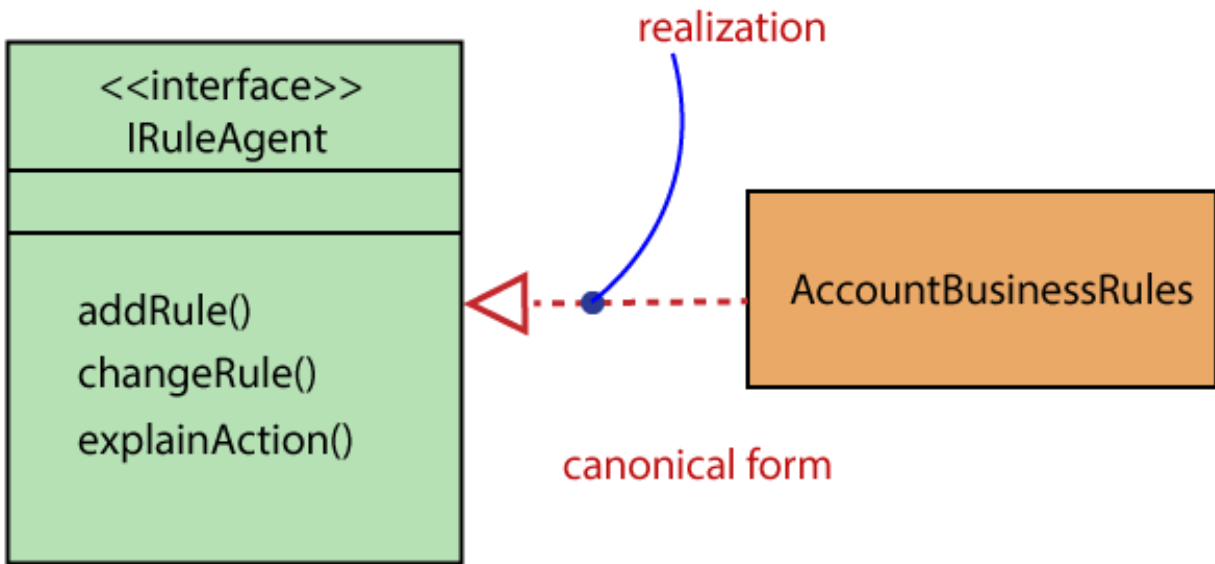 realization
<<interface>>
IRuleAgent
addRule()
changeRule()
explainAction()
AccountBusinessRules
canonical form